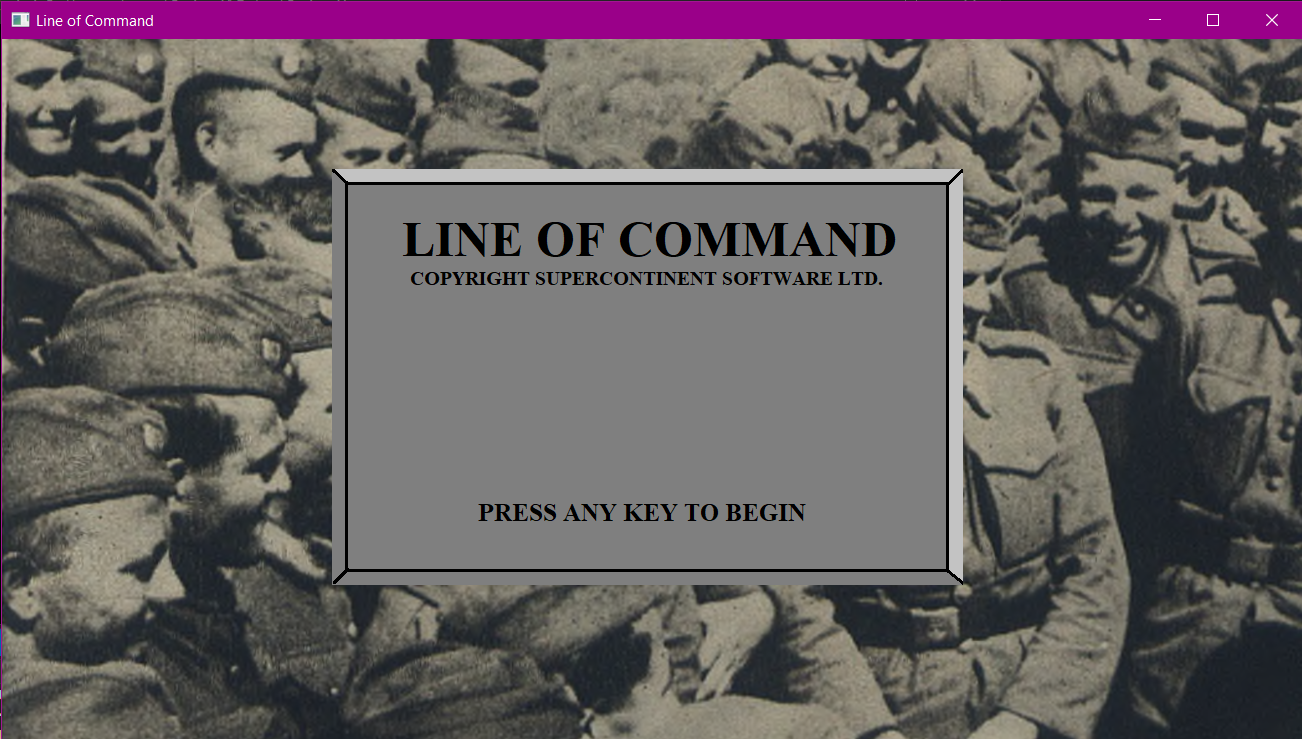 Line of Command
LINE OF COMMAND
COPYRIGHT SUPERCONTINENT SOFTWARE LTD.
PRESS ANY KEY TO BEGIN